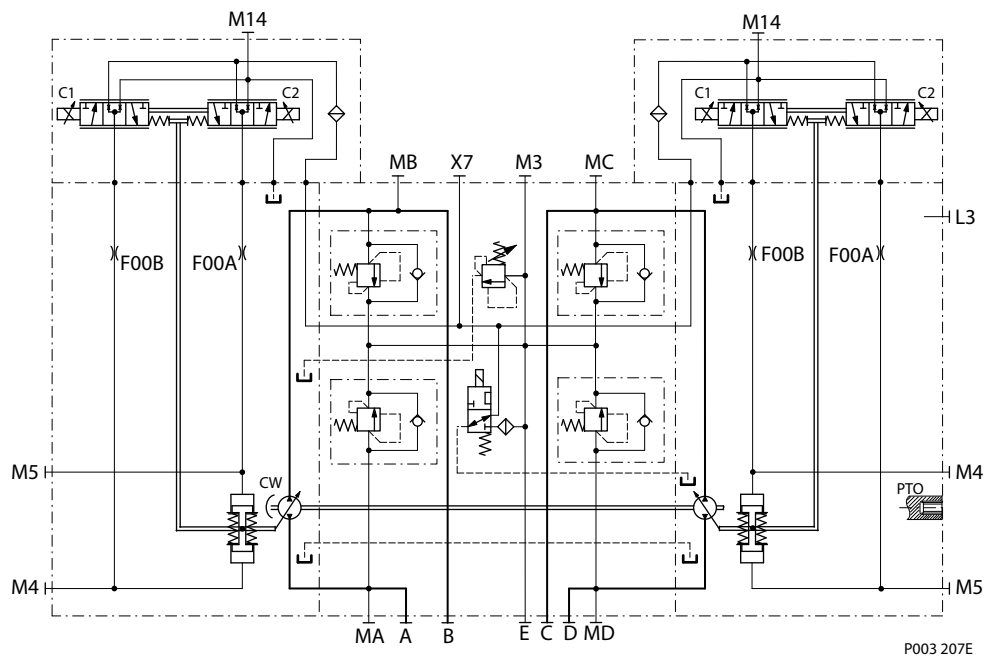 M14 M14
C1 C2 C1 C2
MB X7 M3 MC
L3
F00B F00A F00B F00A
M5 M4
CW PTO
M4 M5
MA A B E C D MD
P003 207E